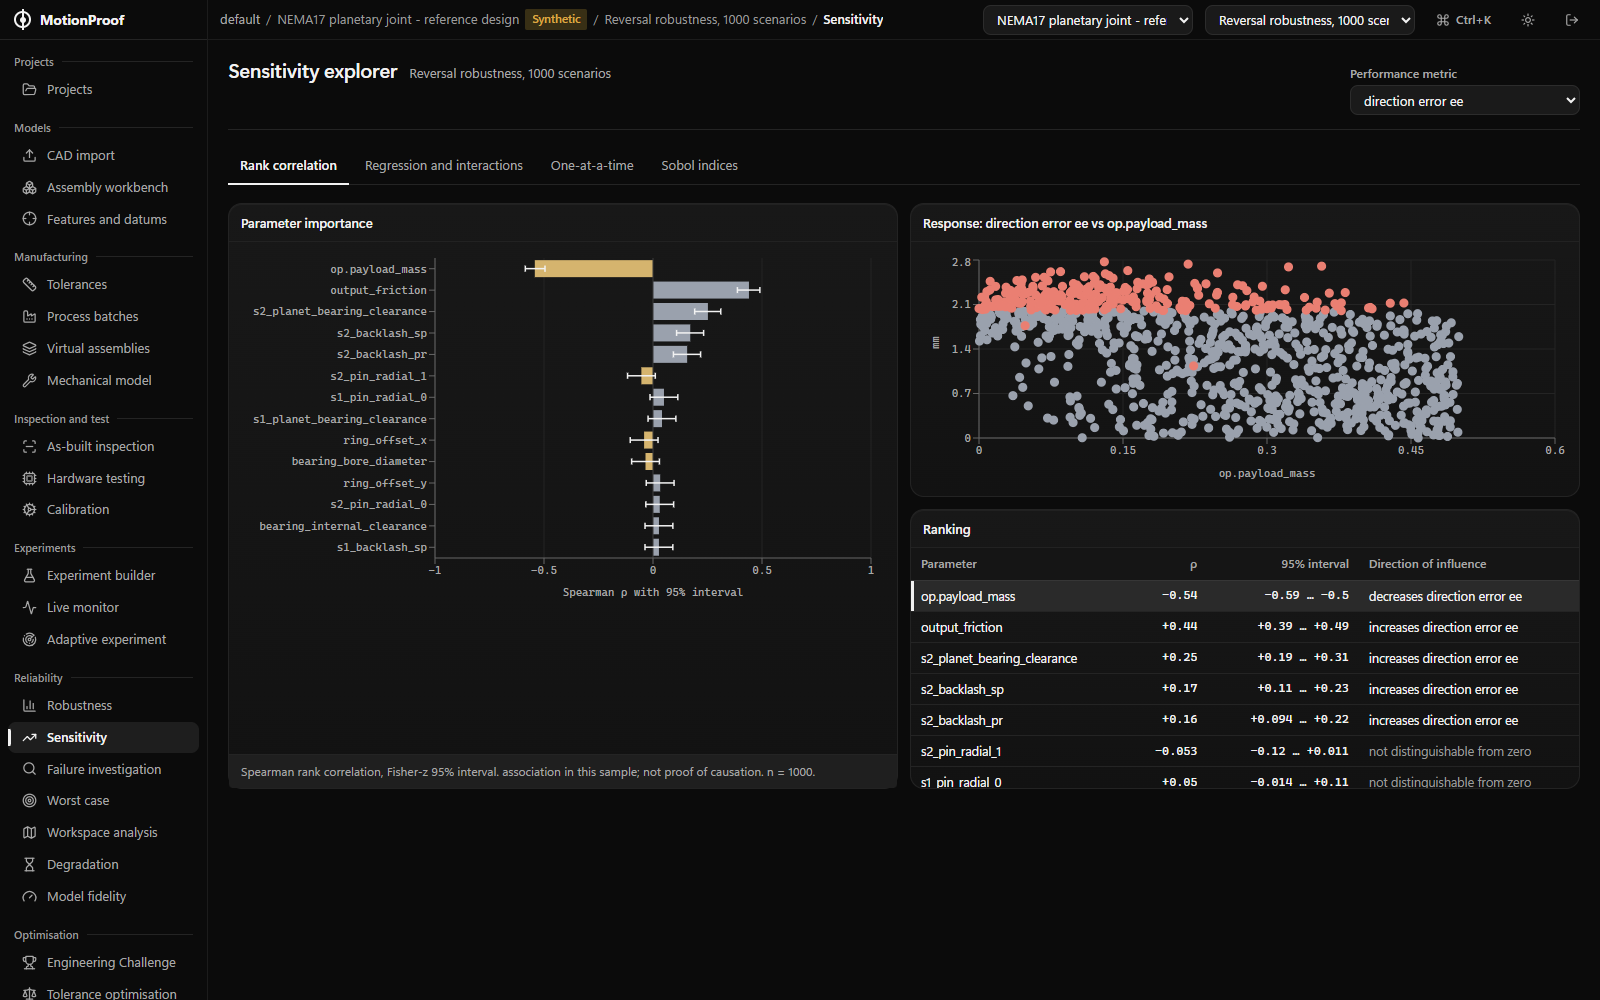 MotionProof
default / NEMA17 planetary joint - reference design Synthetic / Reversal robustness, 1000 scenarios / Sensitivity
NEMA17 planetary joint - refe
Reversal robustness, 1000 scer
Ctrl+K
Projects
Projects
Models
CAD import
Assembly workbench
Features and datums
Manufacturing
Tolerances
Process batches
Virtual assemblies
Mechanical model
Inspection and test
As-built inspection
Hardware testing
Calibration
Experiments
Experiment builder
Live monitor
Adaptive experiment
Reliability
Robustness
Sensitivity
Failure investigation
Worst case
Workspace analysis
Degradation
Model fidelity
Optimisation
Engineering Challenge
Tolerance optimisation
Sensitivity explorer Reversal robustness, 1000 scenarios
Performance metric
direction error ee
Rank correlation Regression and interactions One-at-a-time Sobol indices
Parameter importance
op.payload_mass
output_friction
s2_planet_bearing_clearance
s2_backlash_sp
s2_backlash_pr
s2_pin_radial_1
s1_pin_radial_0
s1_planet_bearing_clearance
ring_offset_x
bearing_bore_diameter
ring_offset_y
s2_pin_radial_0
bearing_internal_clearance
s1_backlash_sp
−1 −0.5 0 0.5 1
Spearman ρ with 95% interval
Spearman rank correlation, Fisher-z 95% interval. association in this sample; not proof of causation. n = 1000.
Response: direction error ee vs op.payload_mass
2.8
2.1
1.4
0.7
0
mm
0 0.15 0.3 0.45 0.6
op.payload_mass
Ranking
Parameter ρ 95% interval Direction of influence
op.payload_mass −0.54 −0.59 … −0.5 decreases direction error ee
output_friction +0.44 +0.39 … +0.49 increases direction error ee
s2_planet_bearing_clearance +0.25 +0.19 … +0.31 increases direction error ee
s2_backlash_sp +0.17 +0.11 … +0.23 increases direction error ee
s2_backlash_pr +0.16 +0.094 … +0.22 increases direction error ee
s2_pin_radial_1 −0.053 −0.12 … +0.011 not distinguishable from zero
s1_pin_radial_0 +0.05 −0.014 … +0.11 not distinguishable from zero